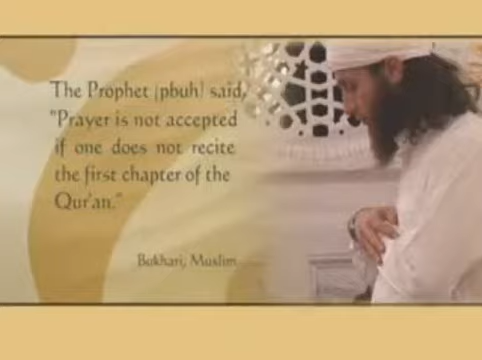 The Prophet (pbuh) said,
"Prayer is not accepted
if one does not recite
the first chapter of the
Qur'an."
Bukhari, Muslim